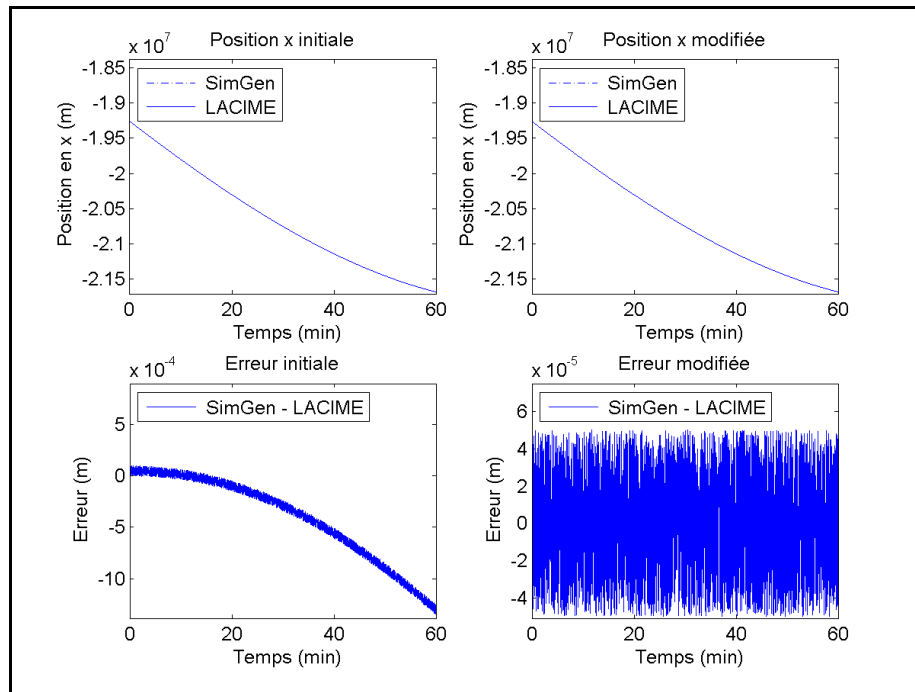 Position x initiale
x 10^7
-1.85
-1.9
-1.95
-2
-2.05
-2.1
-2.15
Position en x (m)
SimGen
LACIME
0 20 40 60
Temps (min)
Position x modifiée
x 10^7
-1.85
-1.9
-1.95
-2
-2.05
-2.1
-2.15
Position en x (m)
SimGen
LACIME
0 20 40 60
Temps (min)
Erreur initiale
x 10^-4
5
0
-5
-10
Erreur (m)
SimGen - LACIME
0 20 40 60
Temps (min)
Erreur modifiée
x 10^-5
6
4
2
0
-2
-4
Erreur (m)
SimGen - LACIME
0 20 40 60
Temps (min)